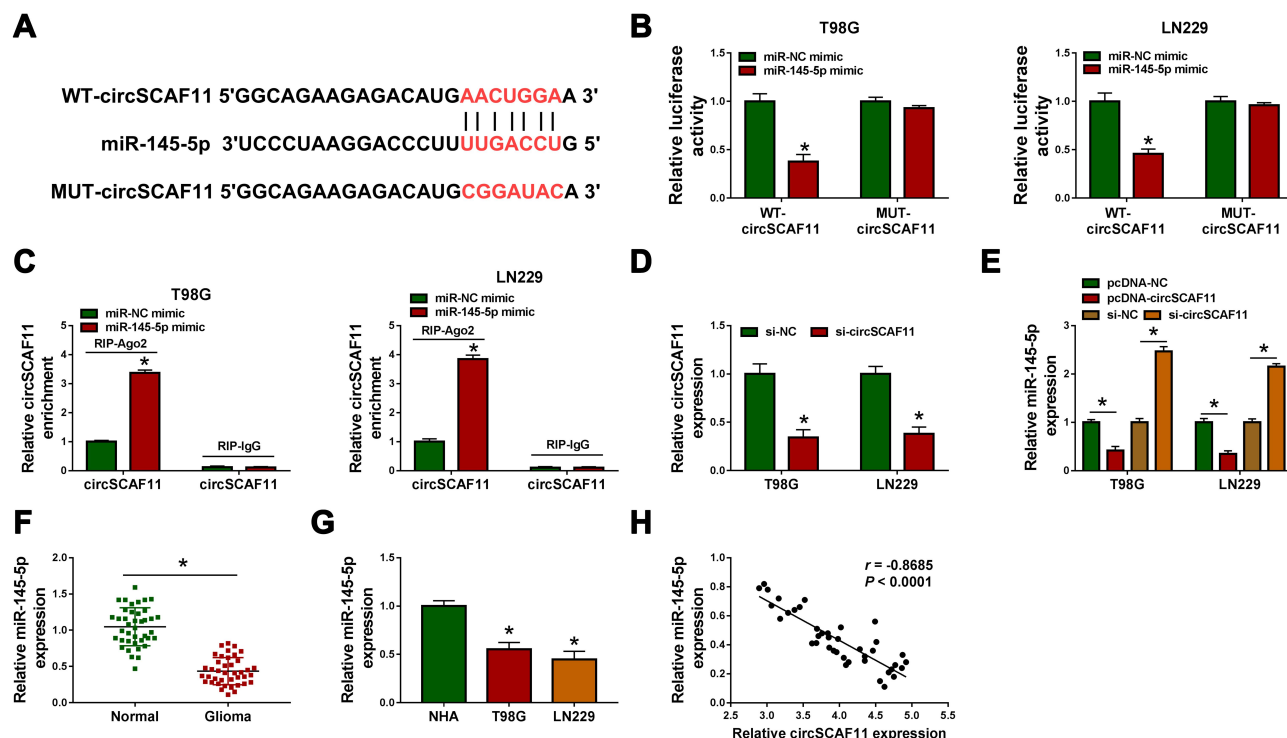 A
WT-circSCAF11 5'GGCAGAAGAGACAUGAACUGGAA 3'
miR-145-5p 3'UCCCUAAGGACCCUUUUGACCUG 5'
MUT-circSCAF11 5'GGCAGAAGAGACAUGCGGAUACA 3'
B
T98G
miR-NC mimic
miR-145-5p mimic
Relative luciferase
activity
1.5
1.0
0.5
0.0
*
WT-
circSCAF11
MUT-
circSCAF11
LN229
miR-NC mimic
miR-145-5p mimic
Relative luciferase
activity
1.5
1.0
0.5
0.0
*
WT-
circSCAF11
MUT-
circSCAF11
C
T98G
miR-NC mimic
miR-145-5p mimic
Relative circSCAF11
enrichment
5
4
3
2
1
0
RIP-Ago2
*
RIP-IgG
circSCAF11
circSCAF11
LN229
miR-NC mimic
miR-145-5p mimic
Relative circSCAF11
enrichment
5
4
3
2
1
0
RIP-Ago2
*
RIP-IgG
circSCAF11
circSCAF11
D
Relative circSCAF11
expression
1.5
1.0
0.5
0.0
si-NC
si-circSCAF11
*
*
T98G
LN229
E
pcDNA-NC
pcDNA-circSCAF11
si-NC
si-circSCAF11
Relative miR-145-5p
expression
3
2
1
0
*
*
*
*
T98G
LN229
F
Relative miR-145-5p
expression
2.0
1.5
1.0
0.5
0.0
*
Normal
Glioma
G
Relative miR-145-5p
expression
1.5
1.0
0.5
0.0
*
*
NHA
T98G
LN229
H
Relative miR-145-5p
expression
1.0
0.8
0.6
0.4
0.2
0.0
r = -0.8685
P < 0.0001
2.5
3.0
3.5
4.0
4.5
5.0
5.5
Relative circSCAF11 expression